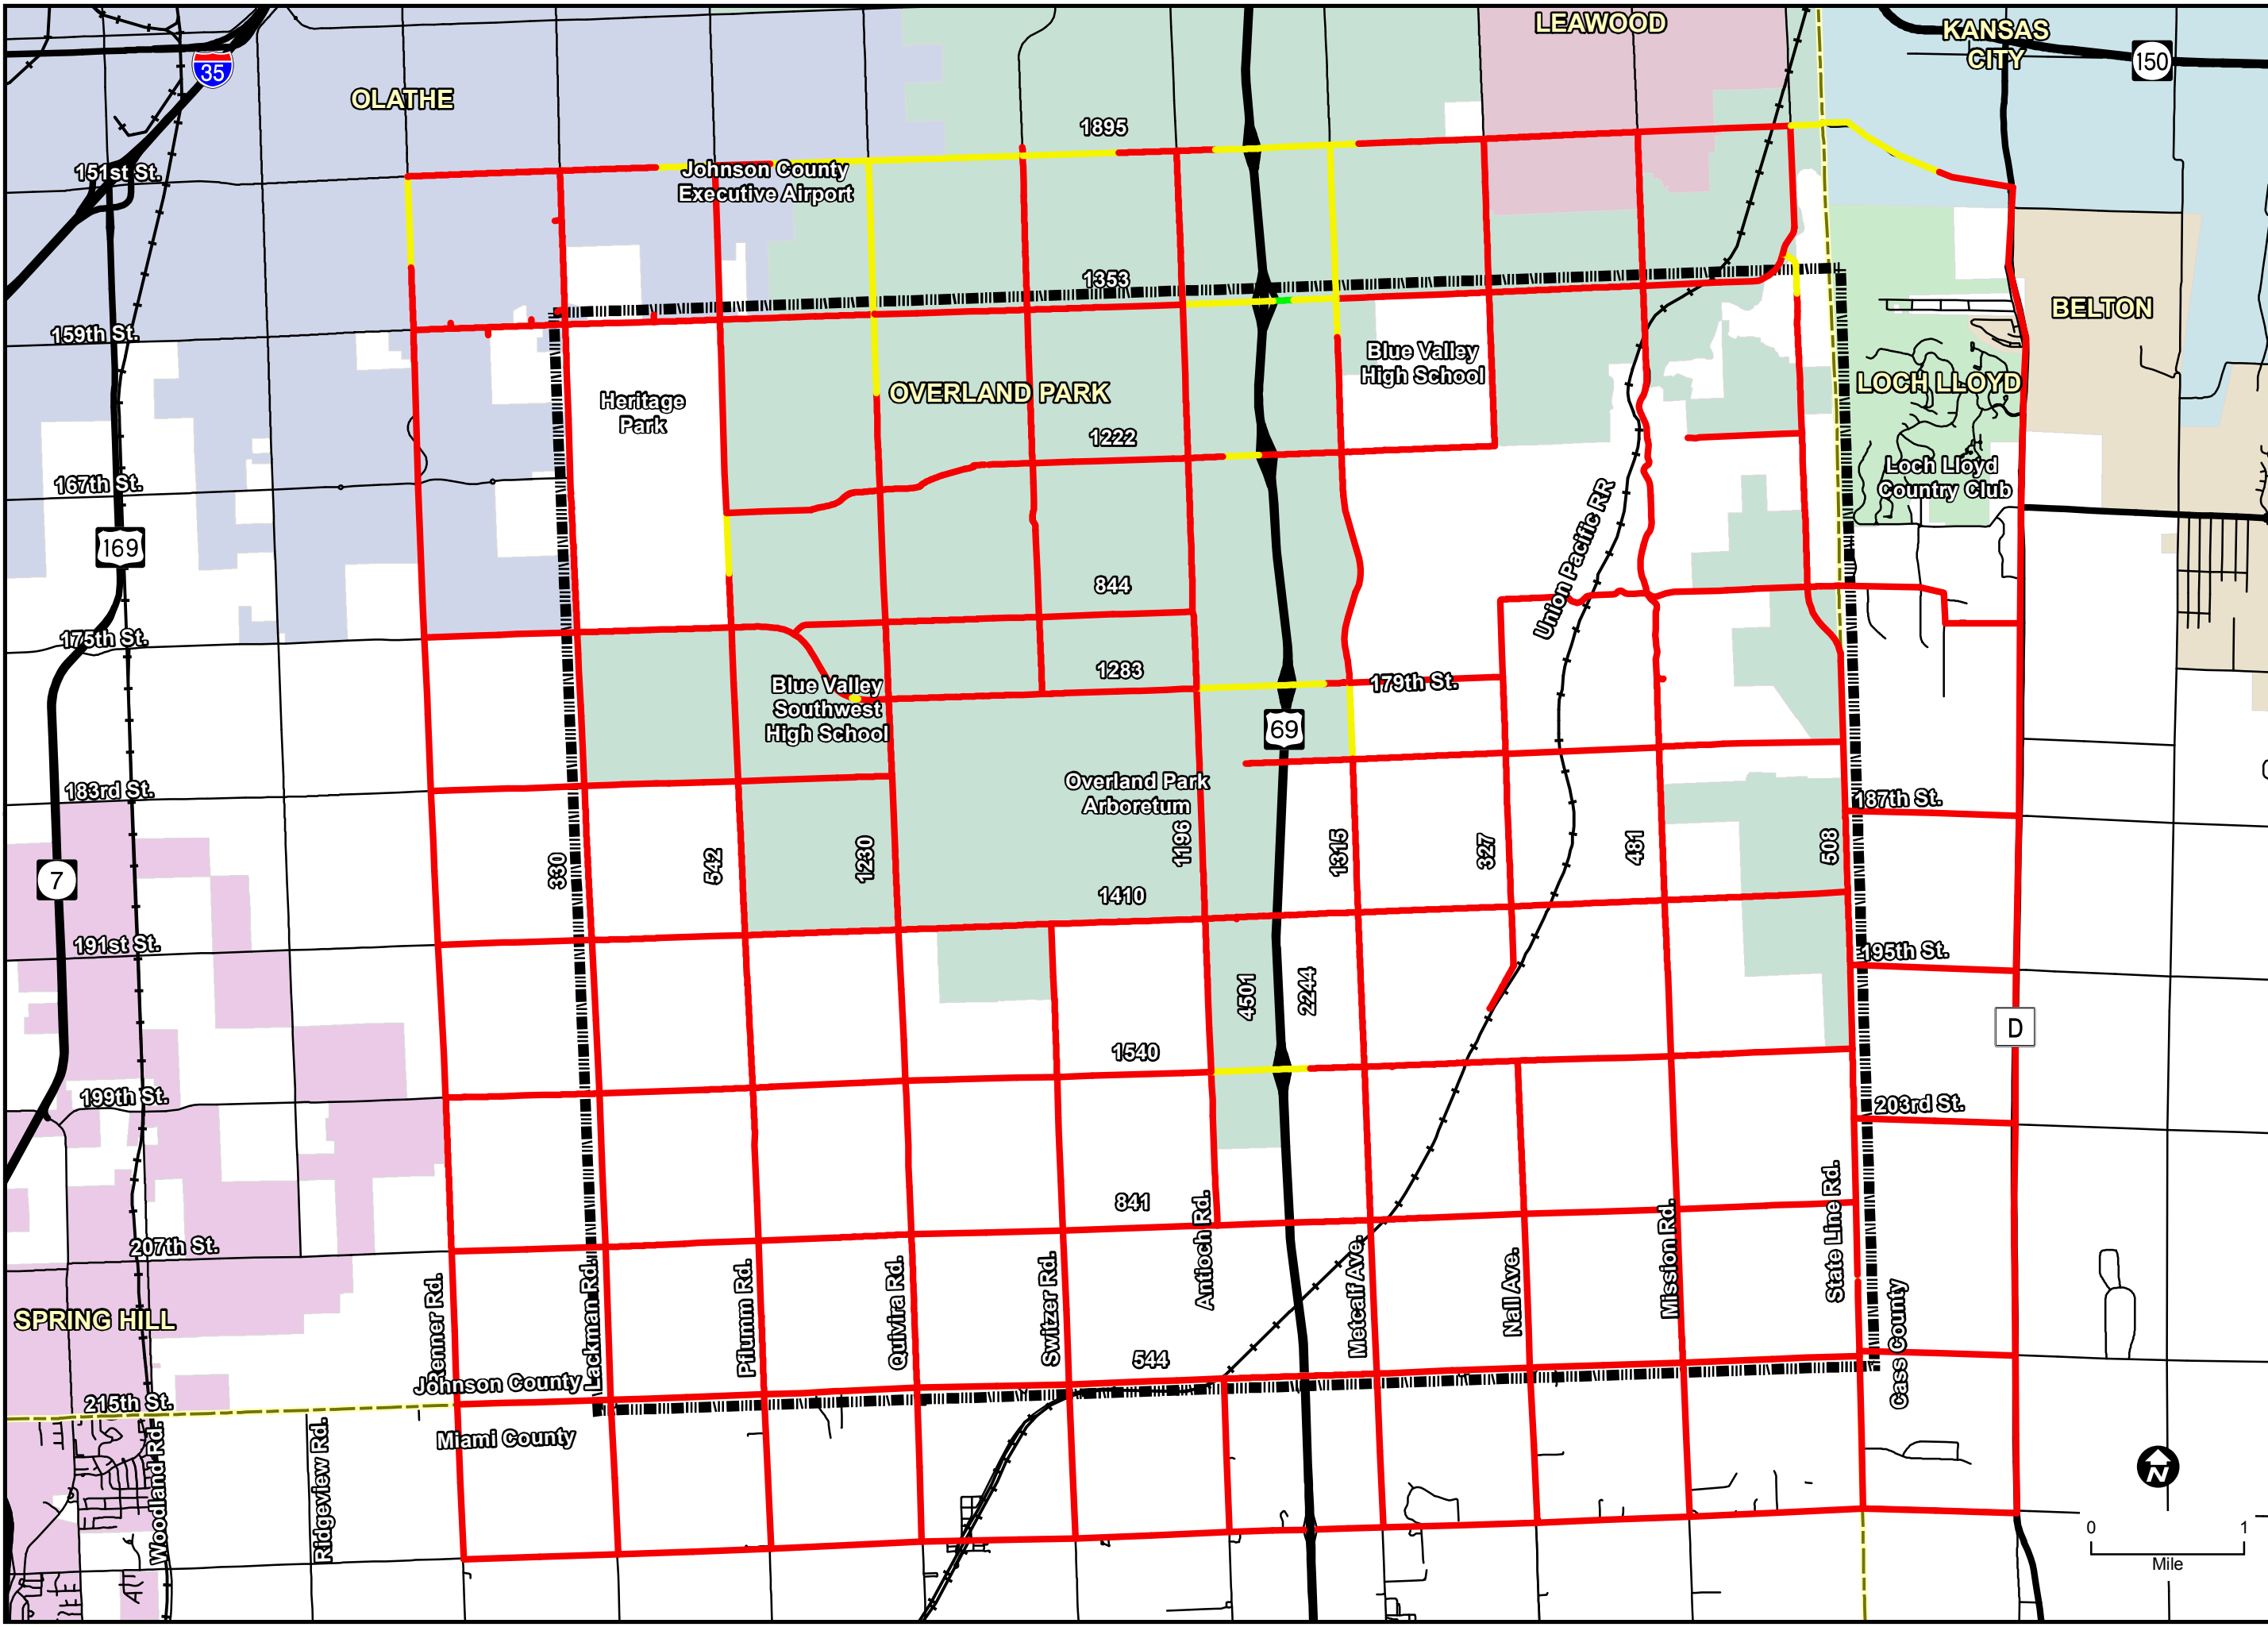 LEAWOOD
KANSAS
CITY
150
35
OLATHE
1895
151st St.
Johnson County
Executive Airport
1353
BELTON
159th St.
Blue Valley
High School
LOCH LLOYD
Heritage
Park
OVERLAND PARK
1222
Loch Lloyd
Country Club
167th St.
Union Pacific RR
169
844
175th St.
1283
179th St.
Blue Valley
Southwest
High School
69
Overland Park
Arboretum
183rd St.
187th St.
330
542
1230
1196
1315
327
481
508
7
1410
191st St.
195th St.
4501
2244
D
1540
199th St.
203rd St.
841
207th St.
SPRING HILL
Renner Rd.
Lackman Rd.
Pflumm Rd.
Quivira Rd.
Switzer Rd.
Antioch Rd.
Metcalf Ave.
Nall Ave.
Mission Rd.
State Line Rd.
Cass County
544
Johnson County
215th St.
Miami County
Woodland Rd.
Ridgeview Rd.
N
0 1
Mile